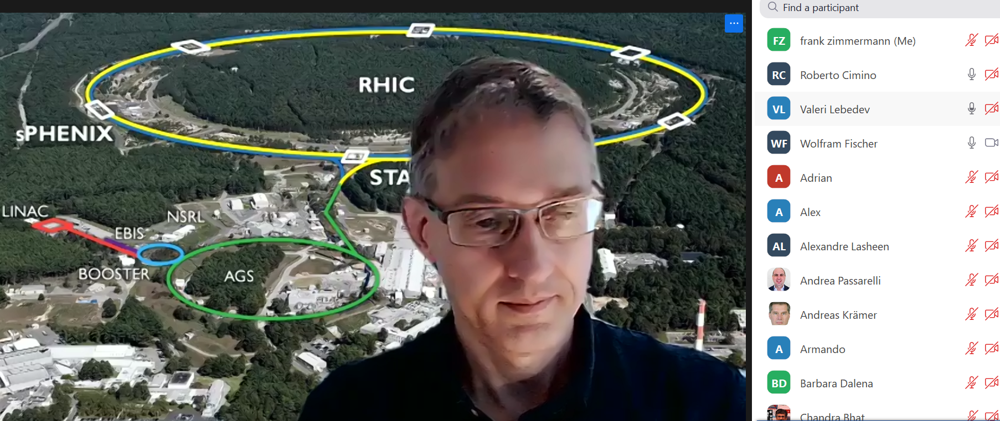 RHIC
sPHENIX
STA
LINAC
NSRL
EBIS
BOOSTER
AGS
Find a participant
FZ frank zimmermann (Me)
RC Roberto Cimino
VL Valeri Lebedev
WF Wolfram Fischer
A Adrian
A Alex
AL Alexandre Lasheen
Andrea Passarelli
Andreas Krämer
A Armando
BD Barbara Dalena
Chandra Bhat